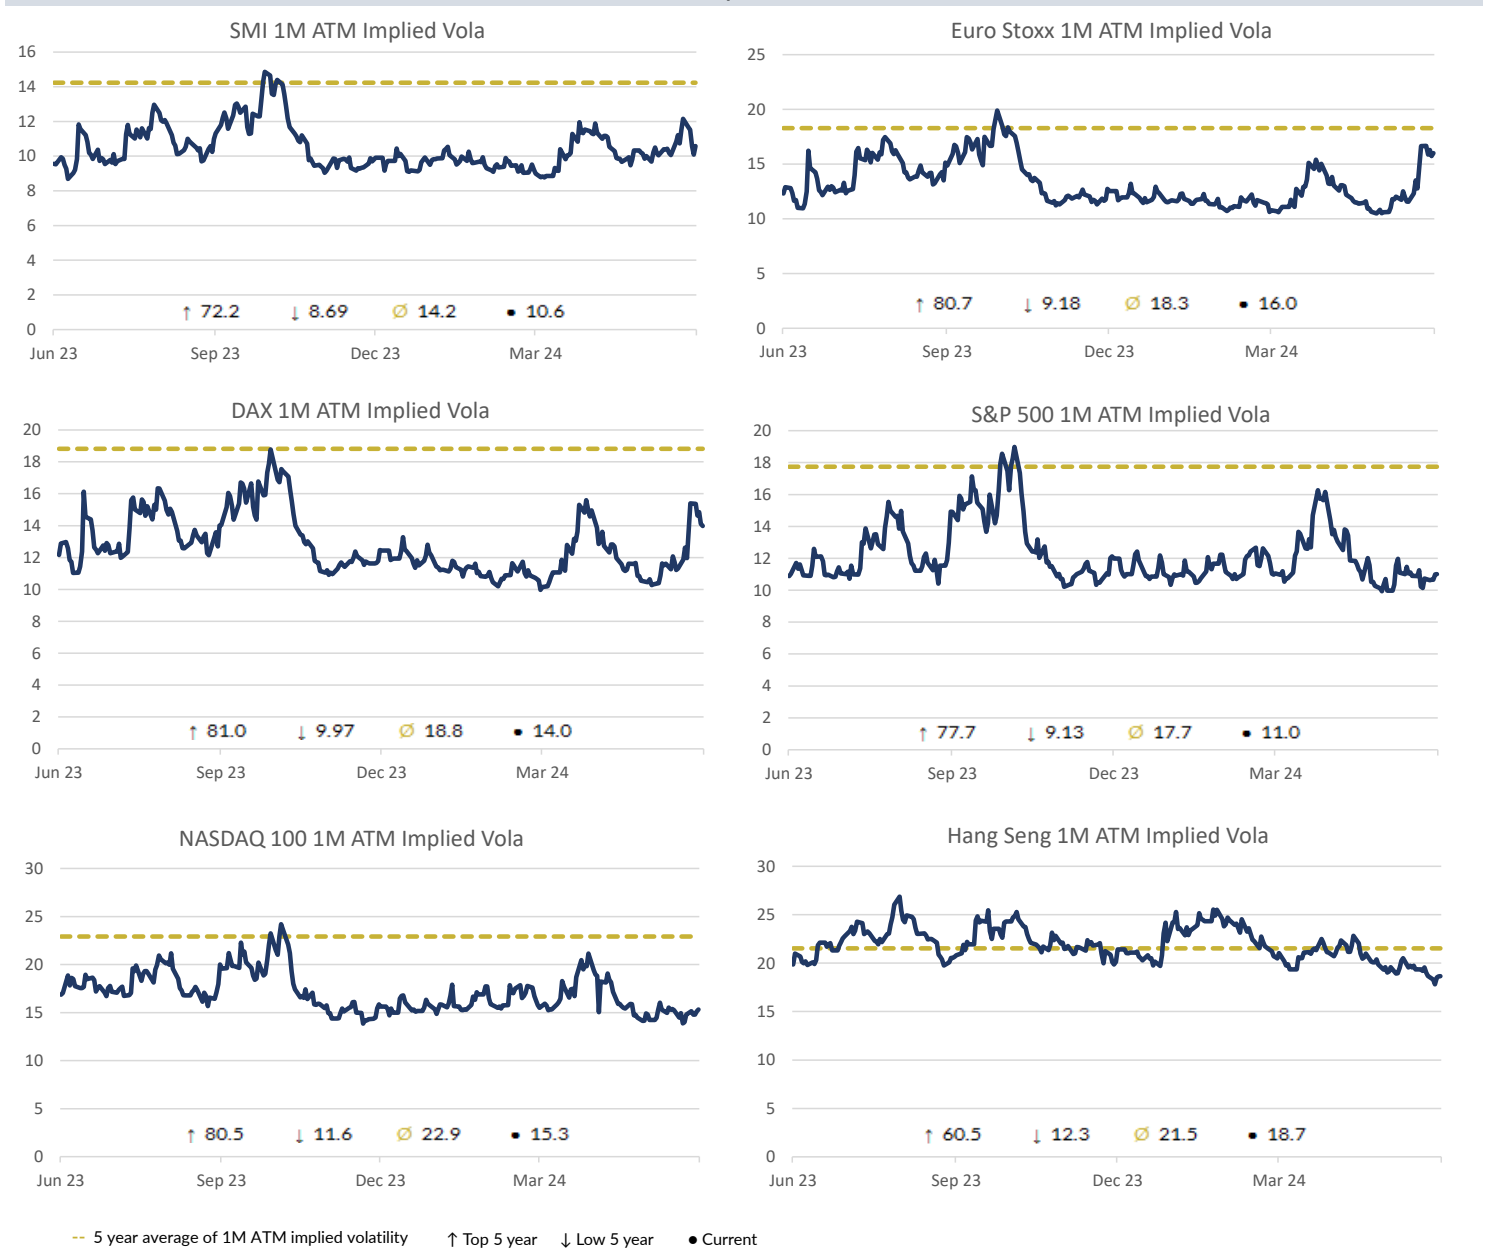 SMI 1M ATM Implied Vola
16
14
12
10
8
6
4
2
0
↑ 72.2 ↓ 8.69 Ø 14.2 ● 10.6
Jun 23 Sep 23 Dec 23 Mar 24
Euro Stoxx 1M ATM Implied Vola
25
20
15
10
5
0
↑ 80.7 ↓ 9.18 Ø 18.3 ● 16.0
Jun 23 Sep 23 Dec 23 Mar 24
DAX 1M ATM Implied Vola
20
18
16
14
12
10
8
6
4
2
0
↑ 81.0 ↓ 9.97 Ø 18.8 ● 14.0
Jun 23 Sep 23 Dec 23 Mar 24
S&P 500 1M ATM Implied Vola
20
18
16
14
12
10
8
6
4
2
0
↑ 77.7 ↓ 9.13 Ø 17.7 ● 11.0
Jun 23 Sep 23 Dec 23 Mar 24
NASDAQ 100 1M ATM Implied Vola
30
25
20
15
10
5
0
↑ 80.5 ↓ 11.6 Ø 22.9 ● 15.3
Jun 23 Sep 23 Dec 23 Mar 24
Hang Seng 1M ATM Implied Vola
30
25
20
15
10
5
0
↑ 60.5 ↓ 12.3 Ø 21.5 ● 18.7
Jun 23 Sep 23 Dec 23 Mar 24
-- 5 year average of 1M ATM implied volatility ↑ Top 5 year ↓ Low 5 year ● Current